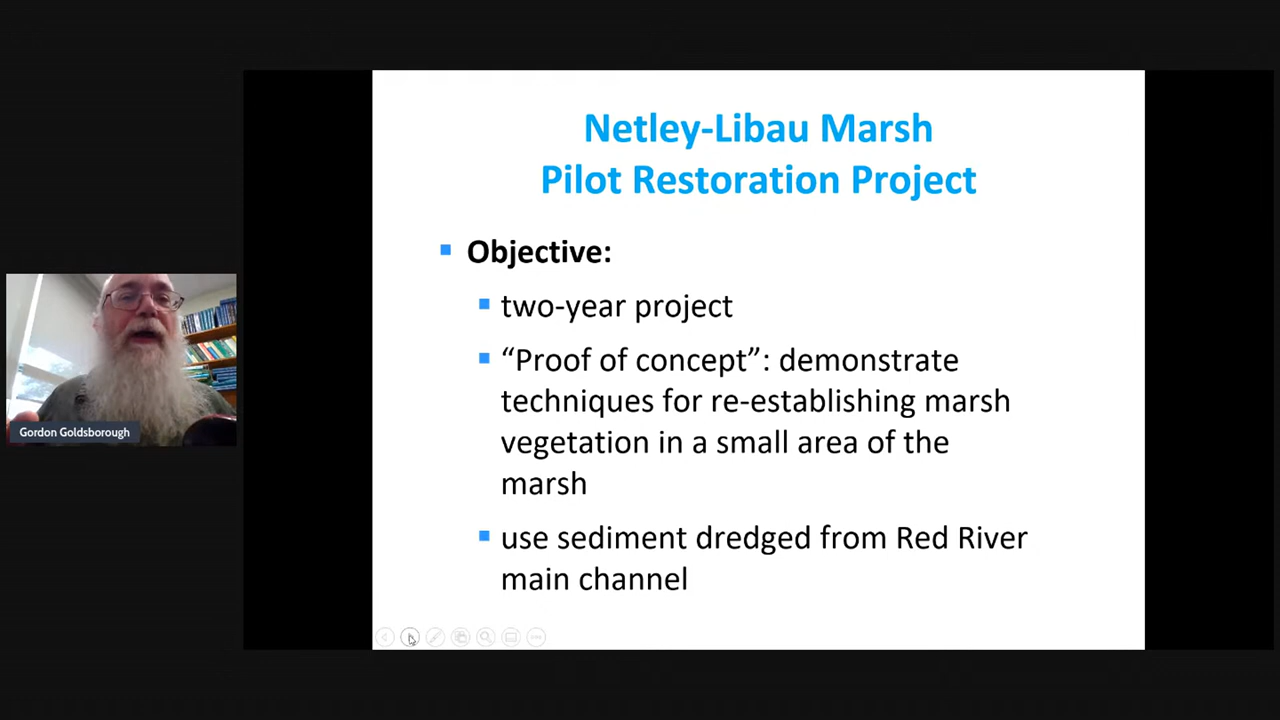 Netley-Libau Marsh
Pilot Restoration Project
Objective:
two-year project
“Proof of concept”: demonstrate
techniques for re-establishing marsh
vegetation in a small area of the
marsh
use sediment dredged from Red River
main channel
Gordon Goldsborough